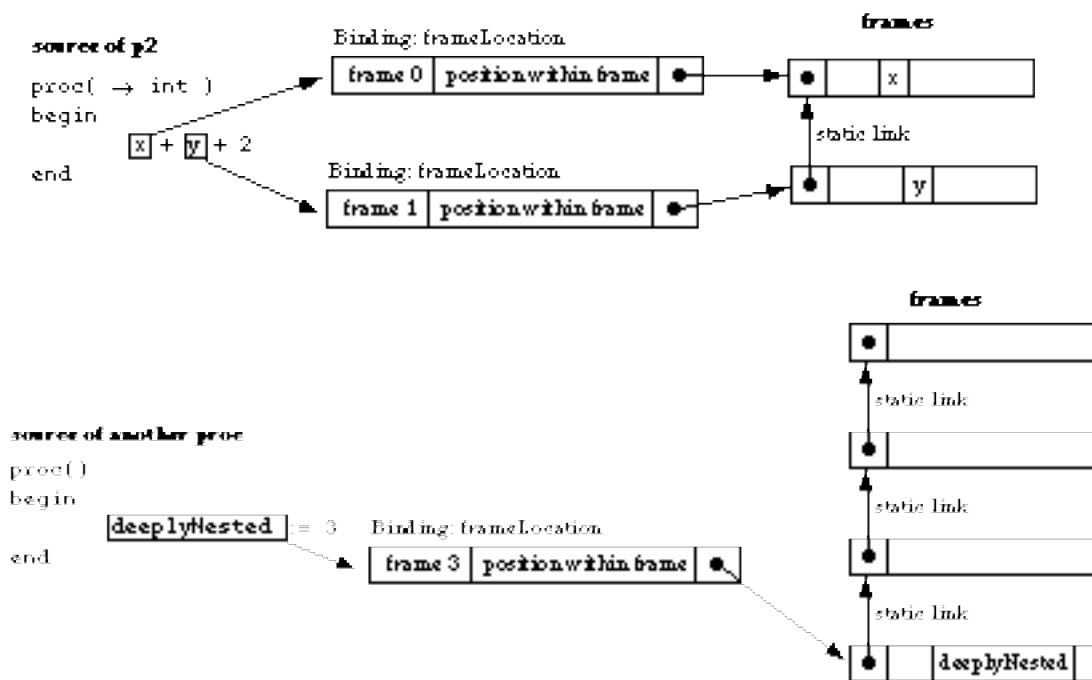 frames
source of p2
Binding: frameLocation
proc( → int )
frame 0 position within frame
x
begin
x + y + 2
static link
end
Binding: frameLocation
frame 1 position within frame
y
frames
static link
source of another proc
proc()
begin
deeplyNested := 3
Binding: frameLocation
static link
end
frame 3 position within frame
static link
deeplyNested